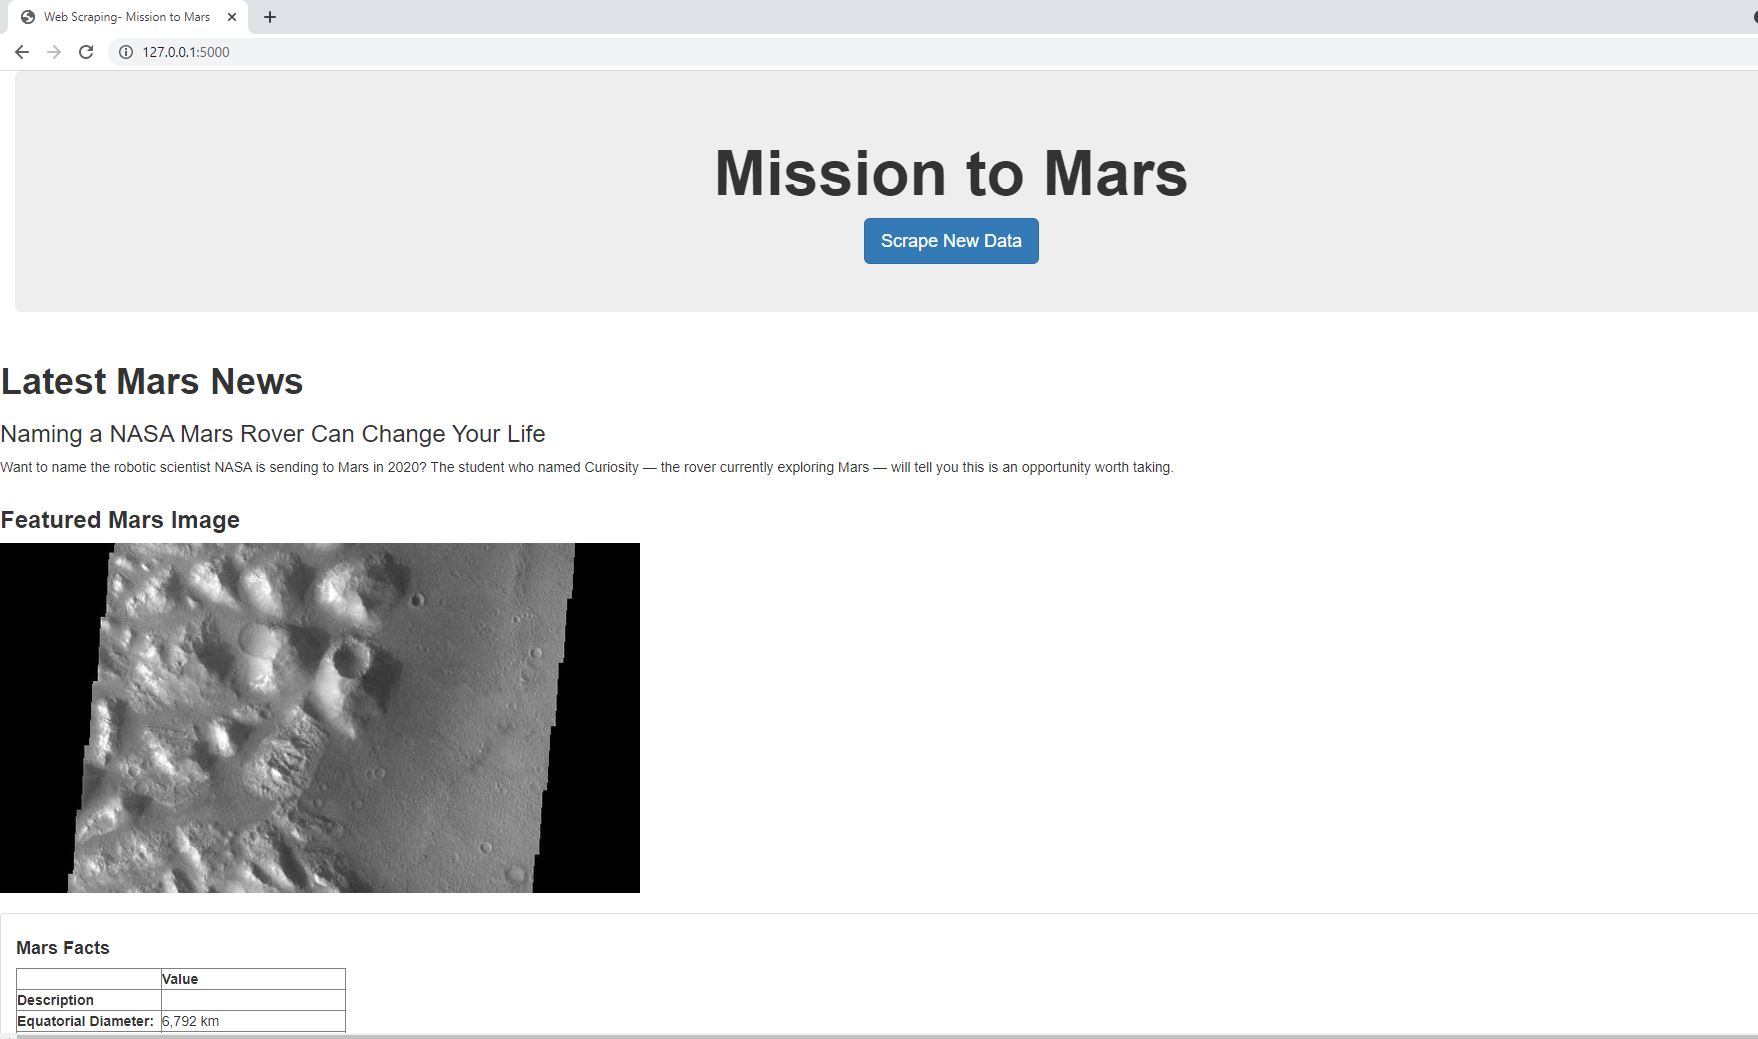 Web Scraping- Mission to Mars
127.0.0.1:5000
Mission to Mars
Scrape New Data
Latest Mars News
Naming a NASA Mars Rover Can Change Your Life
Want to name the robotic scientist NASA is sending to Mars in 2020? The student who named Curiosity — the rover currently exploring Mars — will tell you this is an opportunity worth taking.
Featured Mars Image
Mars Facts
Value
Description
Equatorial Diameter: 6,792 km